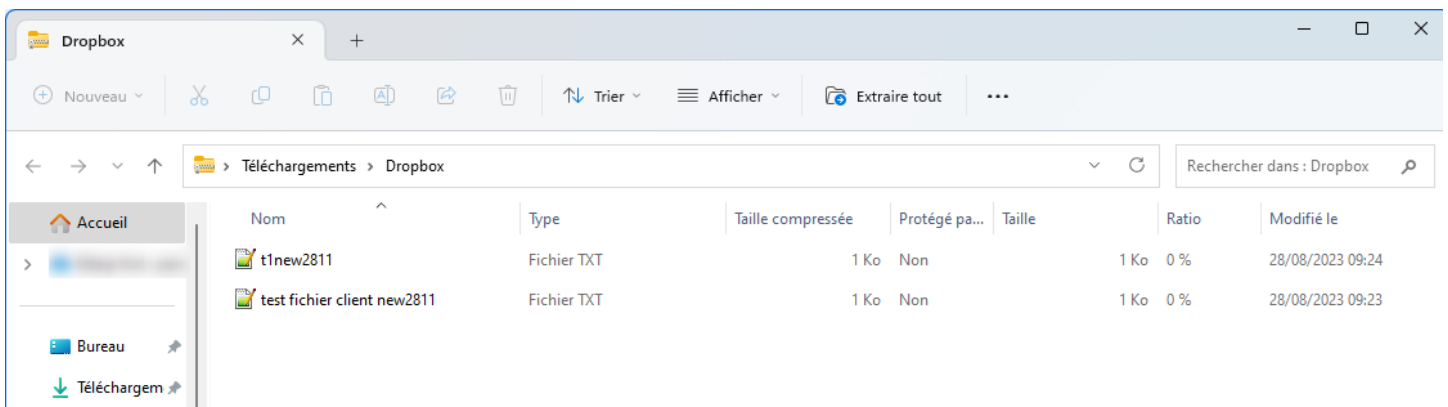 Dropbox
Nouveau Trier Afficher Extraire tout
Téléchargements > Dropbox Rechercher dans : Dropbox
Accueil Nom Type Taille compressée Protégé pa... Taille Ratio Modifié le
t1new2811 Fichier TXT 1 Ko Non 1 Ko 0 % 28/08/2023 09:24
test fichier client new2811 Fichier TXT 1 Ko Non 1 Ko 0 % 28/08/2023 09:23
Bureau
Téléchargem